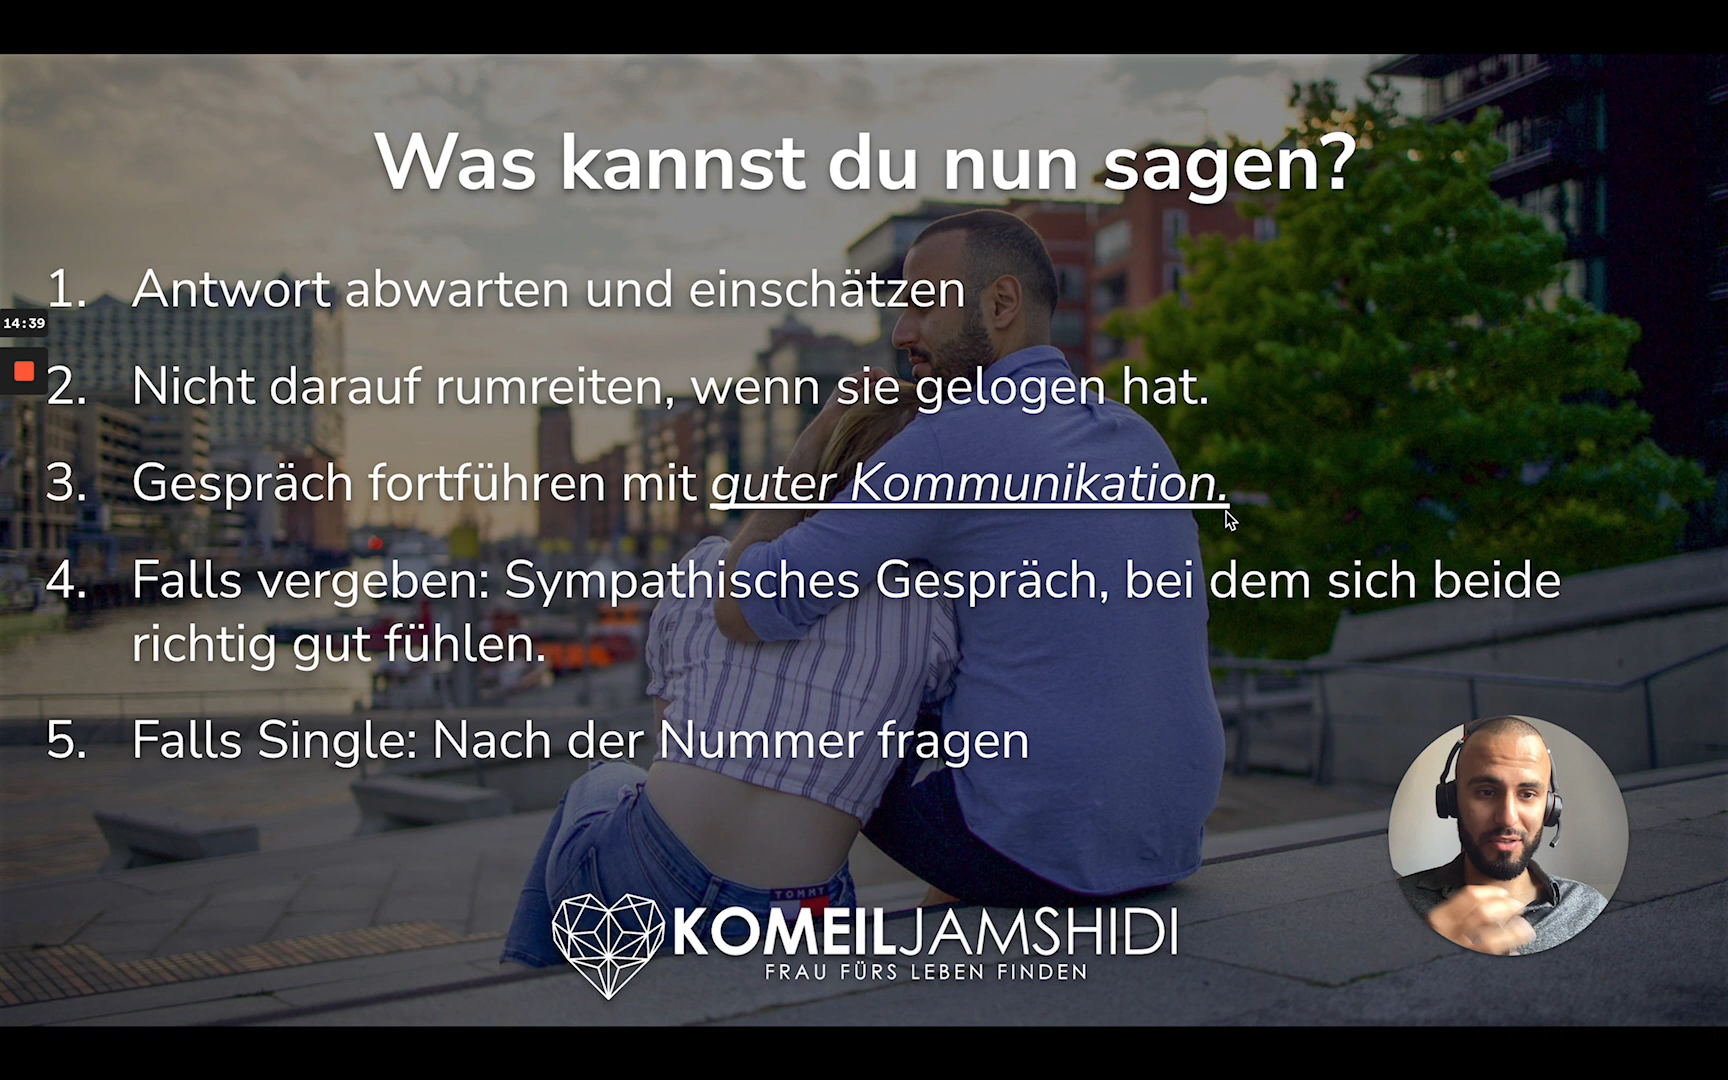 Was kannst du nun sagen?
1. Antwort abwarten und einschätzen
14:39
2. Nicht darauf rumreiten, wenn sie gelogen hat.
3. Gespräch fortführen mit guter Kommunikation.
4. Falls vergeben: Sympathisches Gespräch, bei dem sich beide
richtig gut fühlen.
5. Falls Single: Nach der Nummer fragen
TOMMY
KOMEILJAMSHIDI
FRAU FÜRS LEBEN FINDEN